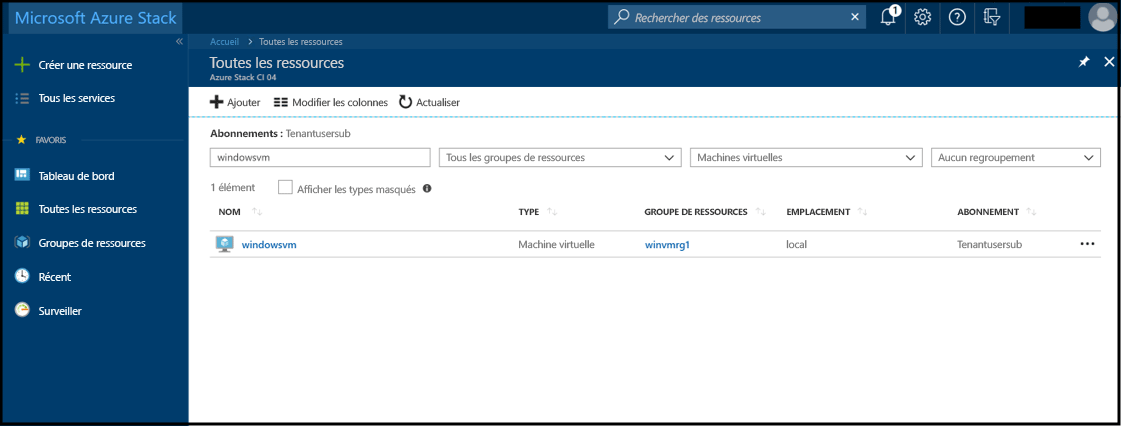 Microsoft Azure Stack
Rechercher des ressources
1
Accueil > Toutes les ressources
Toutes les ressources
Azure Stack CI 04
Créer une ressource
Tous les services
FAVORIS
Tableau de bord
Toutes les ressources
Groupes de ressources
Récent
Surveiller
Ajouter Modifier les colonnes Actualiser
Abonnements : Tenantusersub
windowsvm Tous les groupes de ressources Machines virtuelles Aucun regroupement
1 élément Afficher les types masqués
NOM TYPE GROUPE DE RESSOURCES EMPLACEMENT ABONNEMENT
windowsvm Machine virtuelle winvmrg1 local Tenantusersub